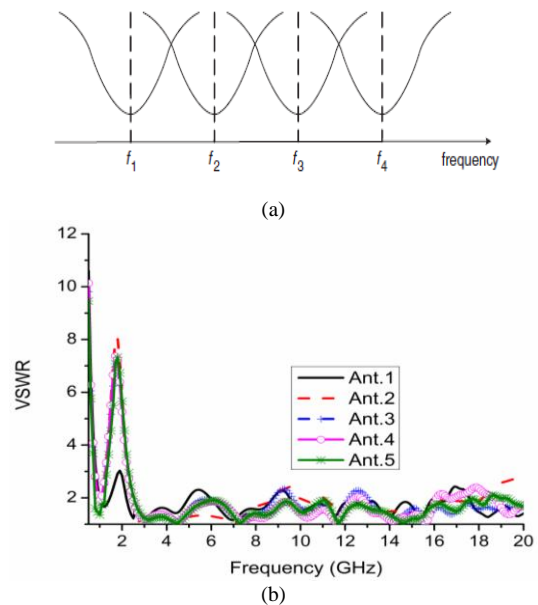 f1 f2 f3 f4 frequency
(a)
12
10
8
6
4
2
VSWR
Ant.1
Ant.2
Ant.3
Ant.4
Ant.5
2 4 6 8 10 12 14 16 18 20
Frequency (GHz)
(b)